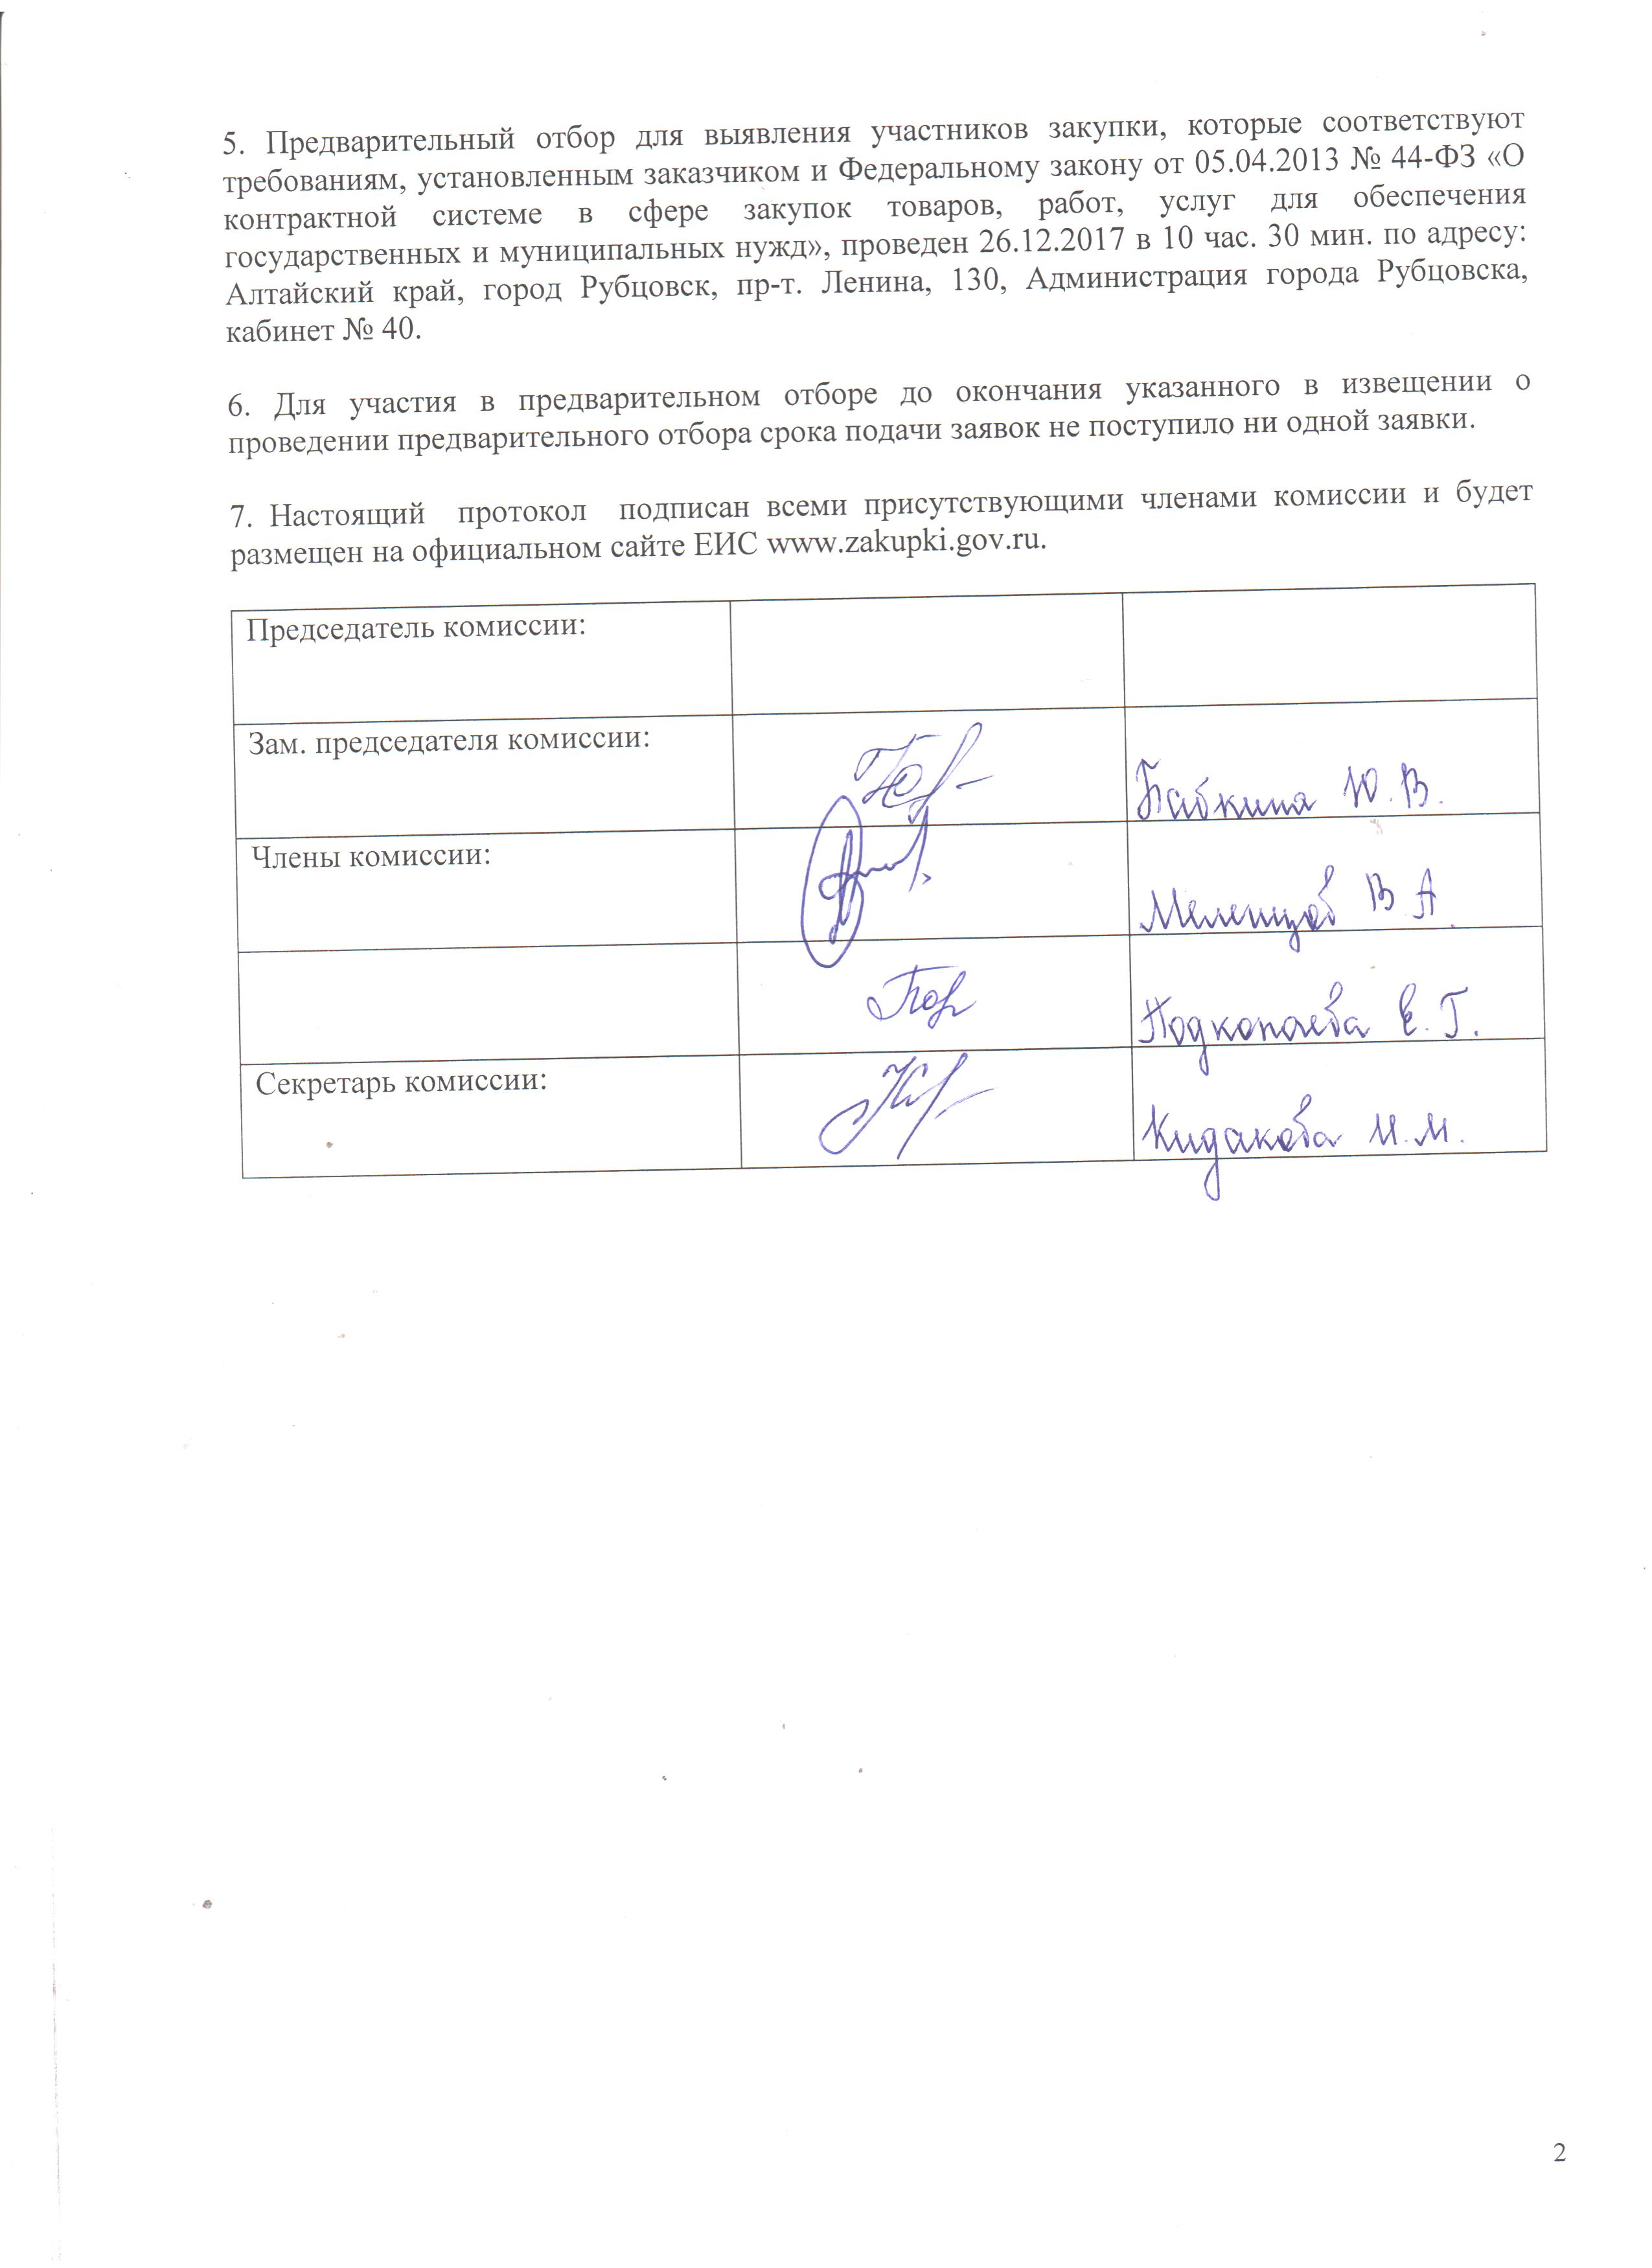 5. Предварительный отбор для выявления участников закупки, которые соответствуют
требованиям, установленным заказчиком и Федеральному закону от 05.04.2013 № 44-ФЗ «О
контрактной системе в сфере закупок товаров, работ, услуг для обеспечения
государственных и муниципальных нужд», проведен 26.12.2017 в 10 час. 30 мин. по адресу:
Алтайский край, город Рубцовск, пр-т. Ленина, 130, Администрация города Рубцовска,
кабинет № 40.
6. Для участия в предварительном отборе до окончания указанного в извещении о
проведении предварительного отбора срока подачи заявок не поступило ни одной заявки.
7. Настоящий протокол подписан всеми присутствующими членами комиссии и будет
размещен на официальном сайте ЕИС www.zakupki.gov.ru.
Председатель комиссии:
Зам. председателя комиссии:
Бабкина Ю. В.
Члены комиссии:
В А.
Подкопаева Е. Г.
Секретарь комиссии:
Кидакова И. М.
2